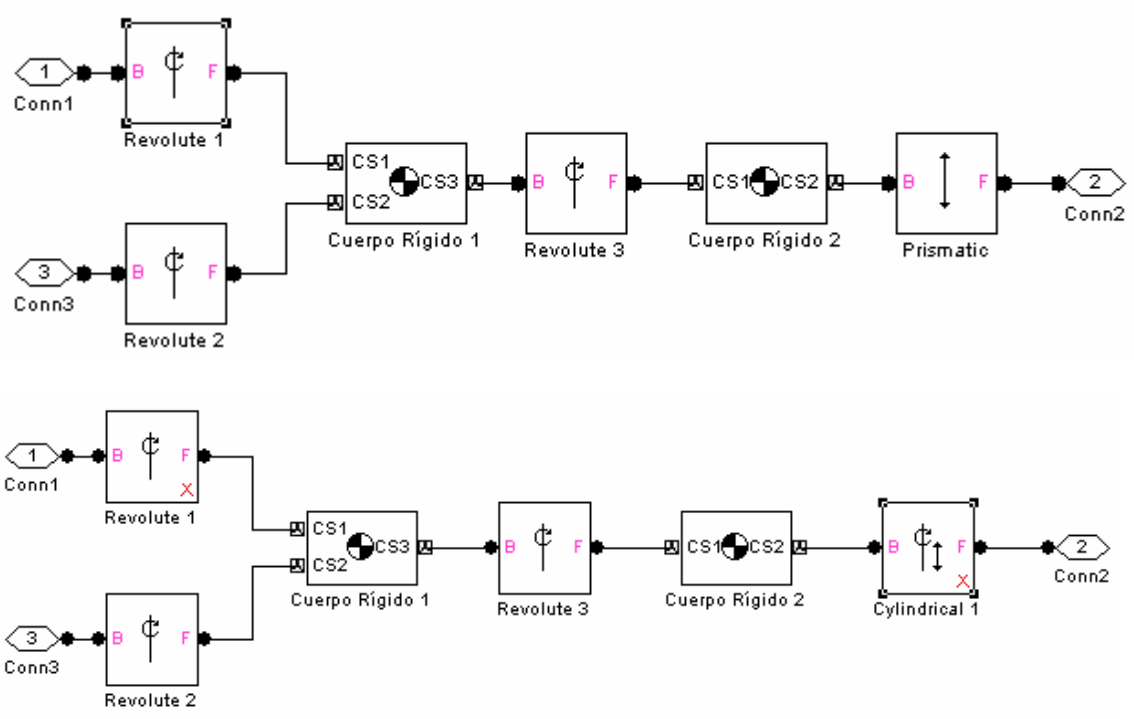 1
B F
Conn1
Revolute 1
CS1
CS3 B F CS1 CS2 B F 2
CS2
Conn2
Cuerpo Rígido 1 Revolute 3 Cuerpo Rígido 2 Prismatic
3 B F
Conn3
Revolute 2
1 B F
Conn1 X
Revolute 1
CS1
CS3 B F CS1 CS2 B F 2
CS2
X Conn2
Cuerpo Rígido 1 Revolute 3 Cuerpo Rígido 2 Cylindrical 1
3 B F
Conn3
Revolute 2